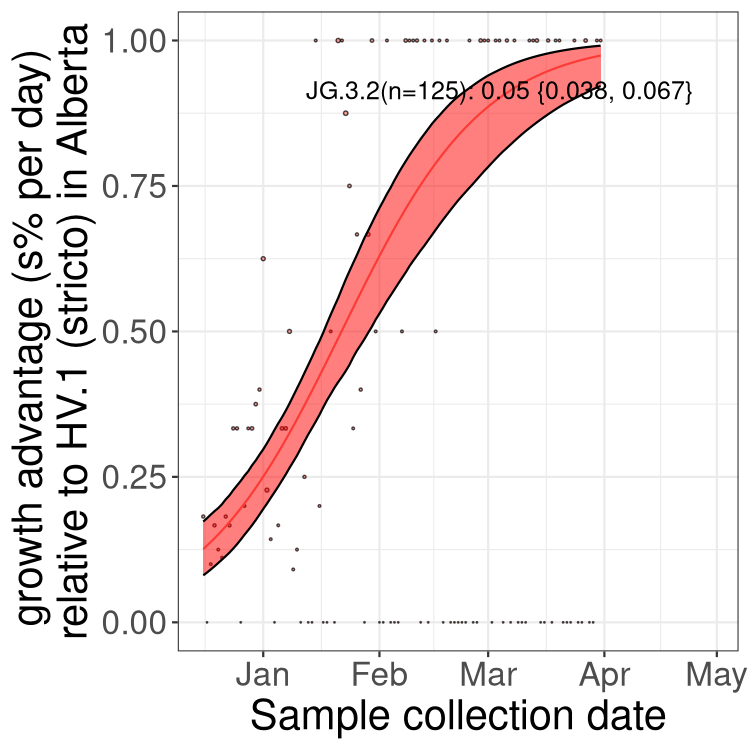 growth advantage (s% per day)
relative to HV.1 (stricto) in Alberta
1.00
0.75
0.50
0.25
0.00
JG.3.2(n=125): 0.05 {0.038, 0.067}
Jan Feb Mar Apr May
Sample collection date